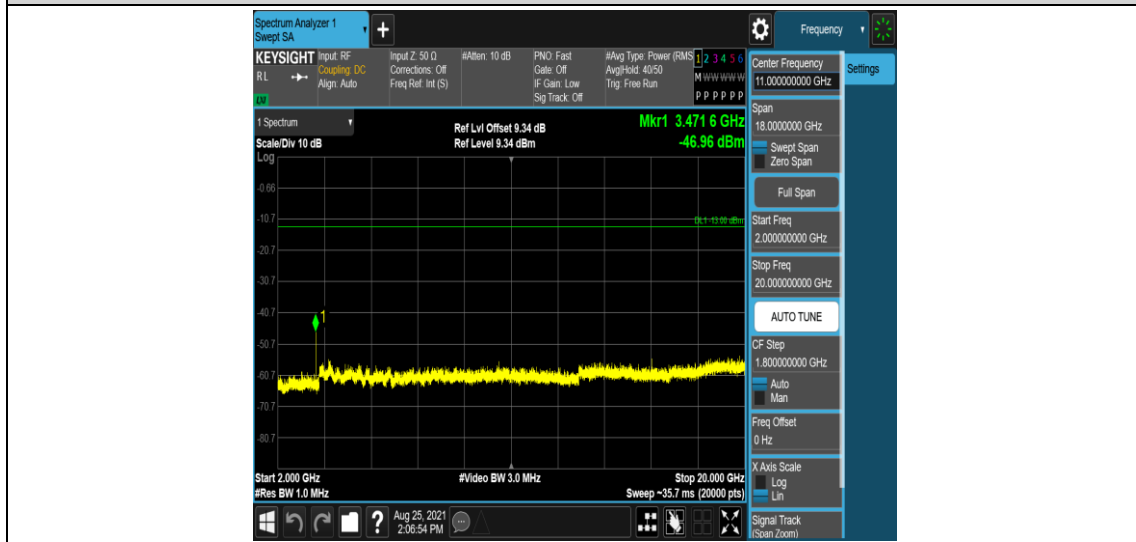 Spectrum Analyzer 1
Swept SA
+
Frequency
KEYSIGHT
RL
LXI
Input: RF
Coupling: DC
Align: Auto
Input Z: 50 Ω
Corrections: Off
Freq Ref: Int (S)
#Atten: 10 dB
PNO: Fast
Gate: Off
IF Gain: Low
Sig Track: Off
#Avg Type: Power (RMS
Avg|Hold: 40/50
Trig: Free Run
1 2 3 4 5 6
M W W W W W
P P P P P P
1 Spectrum
Scale/Div 10 dB
Log
Ref Lvl Offset 9.34 dB
Ref Level 9.34 dBm
Mkr1 3.471 6 GHz
-46.96 dBm
-0.66
-10.7
DL1 -13.00 dBm
-20.7
-30.7
-40.7
1
-50.7
-60.7
-70.7
-80.7
Start 2.000 GHz
#Video BW 3.0 MHz
Stop 20.000 GHz
#Res BW 1.0 MHz
Sweep ~35.7 ms (20000 pts)
?
Aug 25, 2021
2:06:54 PM
Center Frequency
11.00000000 GHz
Settings
Span
18.0000000 GHz
Swept Span
Zero Span
Full Span
Start Freq
2.000000000 GHz
Stop Freq
20.00000000 GHz
AUTO TUNE
CF Step
1.800000000 GHz
Auto
Man
Freq Offset
0 Hz
X Axis Scale
Log
Lin
Signal Track
(Span Zoom)